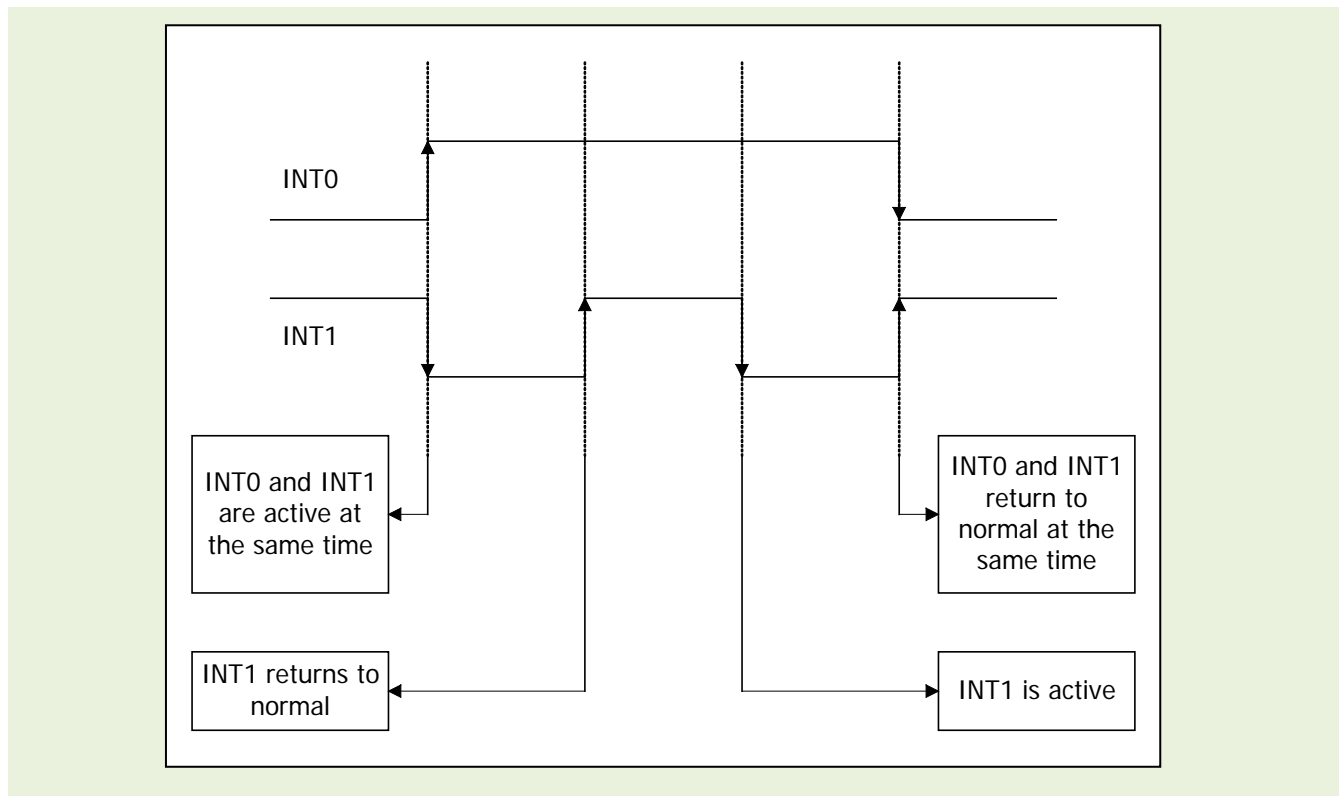 INT0
INT1
INT0 and INT1
are active at
the same time
INT0 and INT1
return to
normal at the
same time
INT1 returns to
normal
INT1 is active